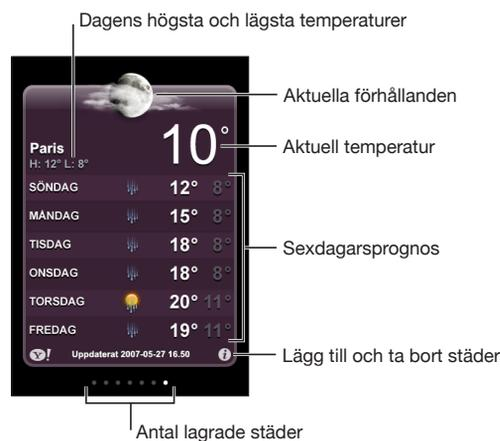 Dagens högsta och lägsta temperaturer
Aktuella förhållanden
10°
Aktuell temperatur
Paris
H: 12° L: 8°
SÖNDAG 12° 8°
MÅNDAG 15° 8°
TISDAG 18° 8°
Sexdagarsprognos
ONSDAG 18° 8°
TORSDAG 20° 11°
FREDAG 19° 11°
Y! Uppdaterat 2007-05-27 16.50 i
Lägg till och ta bort städer
Antal lagrade städer